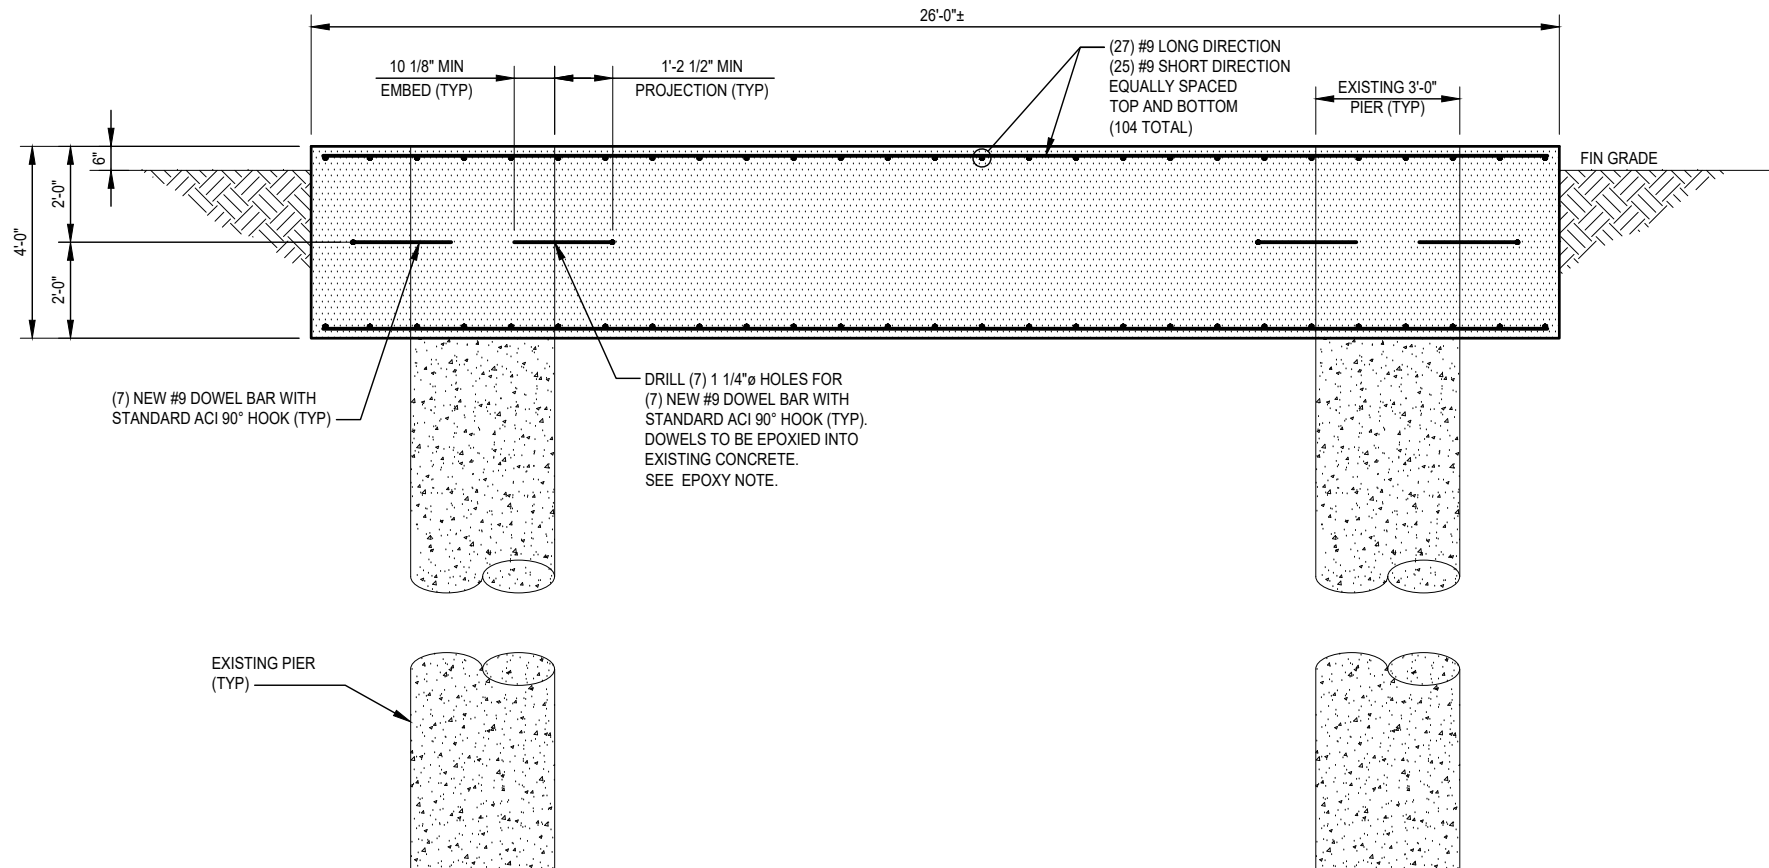 26'-0"±
10 1/8" MIN
EMBED (TYP)
1'-2 1/2" MIN
PROJECTION (TYP)
(27) #9 LONG DIRECTION
(25) #9 SHORT DIRECTION
EQUALLY SPACED
TOP AND BOTTOM
(104 TOTAL)
EXISTING 3'-0"
PIER (TYP)
6"
2'-0"
4'-0"
2'-0"
FIN GRADE
(7) NEW #9 DOWEL BAR WITH
STANDARD ACI 90° HOOK (TYP)
DRILL (7) 1 1/4"ø HOLES FOR
(7) NEW #9 DOWEL BAR WITH
STANDARD ACI 90° HOOK (TYP).
DOWELS TO BE EPOXIED INTO
EXISTING CONCRETE.
SEE EPOXY NOTE.
EXISTING PIER
(TYP)